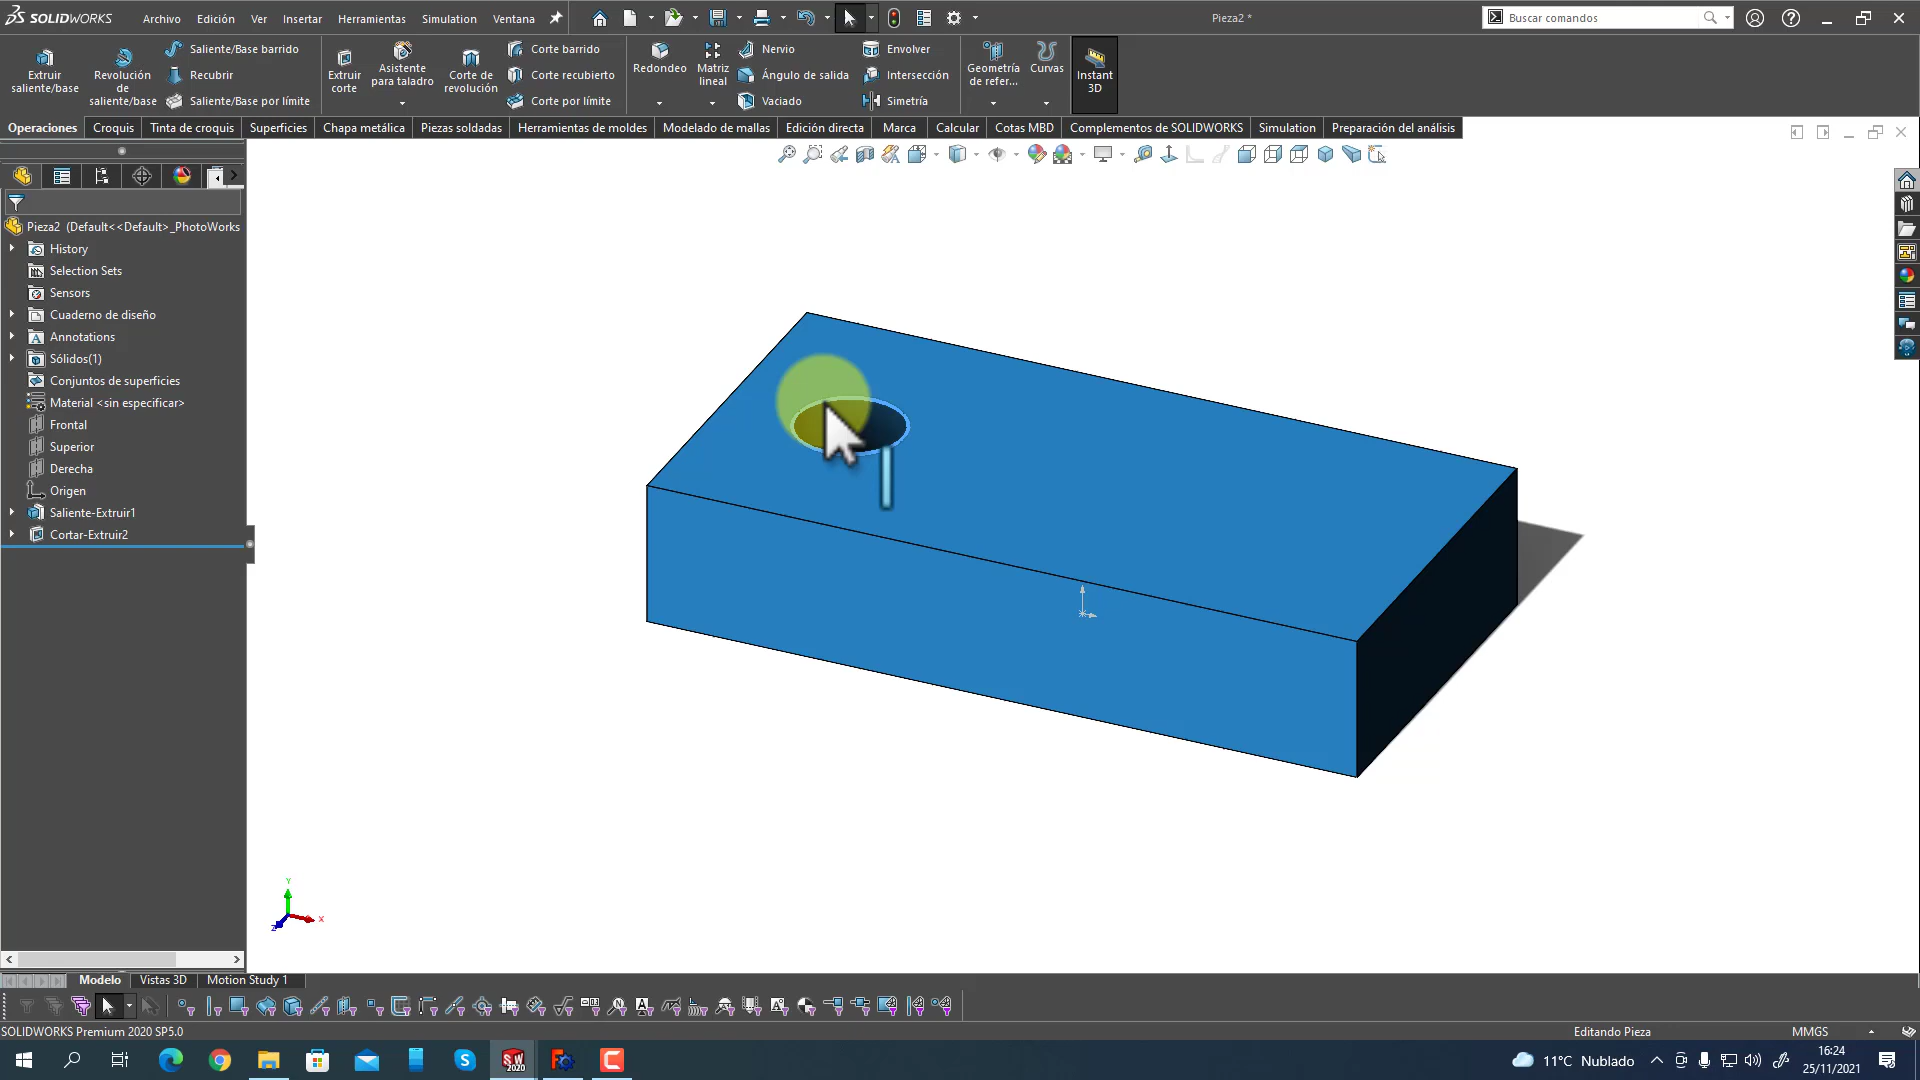 SOLIDWORKS
Archivo
Edición
Ver
Insertar
Herramientas
Simulation
Ventana
Pieza2 *
Buscar comandos
Extruir
saliente/base
Revolución
de
saliente/base
Saliente/Base barrido
Recubrir
Saliente/Base por límite
Extruir
corte
Asistente
para taladro
Corte de
revolución
Corte barrido
Corte recubierto
Corte por límite
Redondeo
Matriz
lineal
Nervio
Ángulo de salida
Vaciado
Envolver
Intersección
Simetría
Geometría
de refer...
Curvas
Instant
3D
Operaciones
Croquis
Tinta de croquis
Superficies
Chapa metálica
Piezas soldadas
Herramientas de moldes
Modelado de mallas
Edición directa
Marca
Calcular
Cotas MBD
Complementos de SOLIDWORKS
Simulation
Preparación del análisis
Pieza2 (Default<<Default>_PhotoWorks
History
Selection Sets
Sensors
Cuaderno de diseño
Annotations
Sólidos(1)
Conjuntos de superficies
Material <sin especificar>
Frontal
Superior
Derecha
Origen
Saliente-Extruir1
Cortar-Extruir2
Y
X
Z
Modelo
Vistas 3D
Motion Study 1
SOLIDWORKS Premium 2020 SP5.0
Editando Pieza
MMGS
11°C Nublado
16:24
25/11/2021